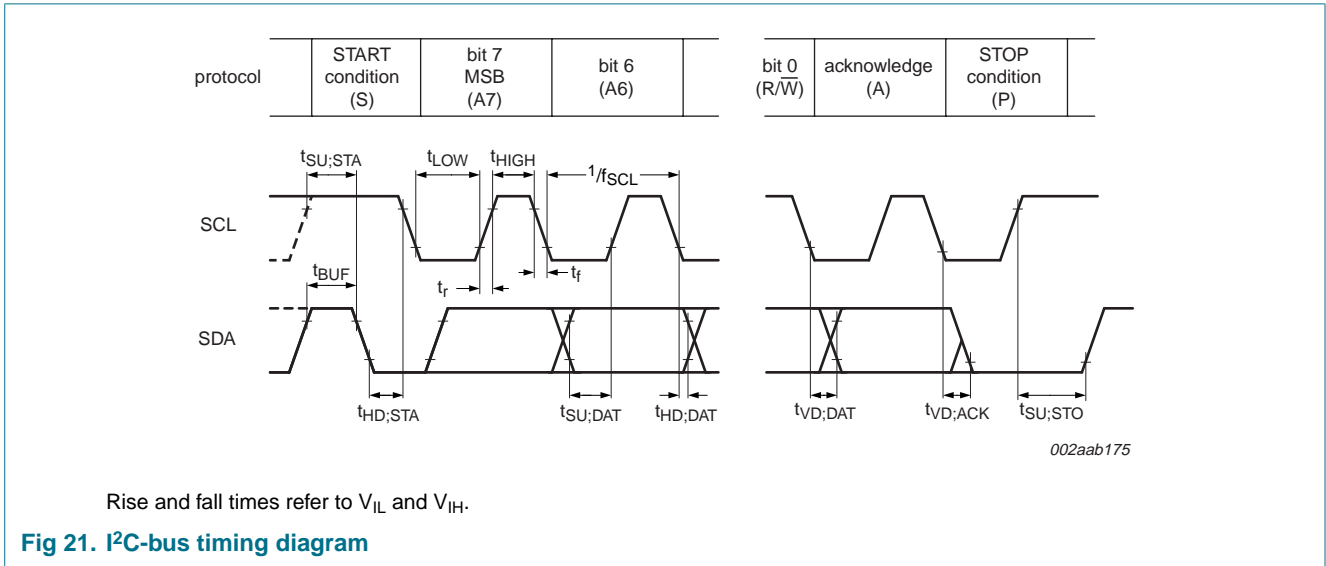 protocol
START
condition
(S)
bit 7
MSB
(A7)
bit 6
(A6)
bit 0
(R/W̅)
acknowledge
(A)
STOP
condition
(P)
tSU;STA
tLOW
tHIGH
1/fSCL
SCL
tBUF
tr
tf
SDA
tHD;STA
tSU;DAT
tHD;DAT
tVD;DAT
tVD;ACK
tSU;STO
002aab175
Rise and fall times refer to VIL and VIH.
Fig 21. I²C-bus timing diagram